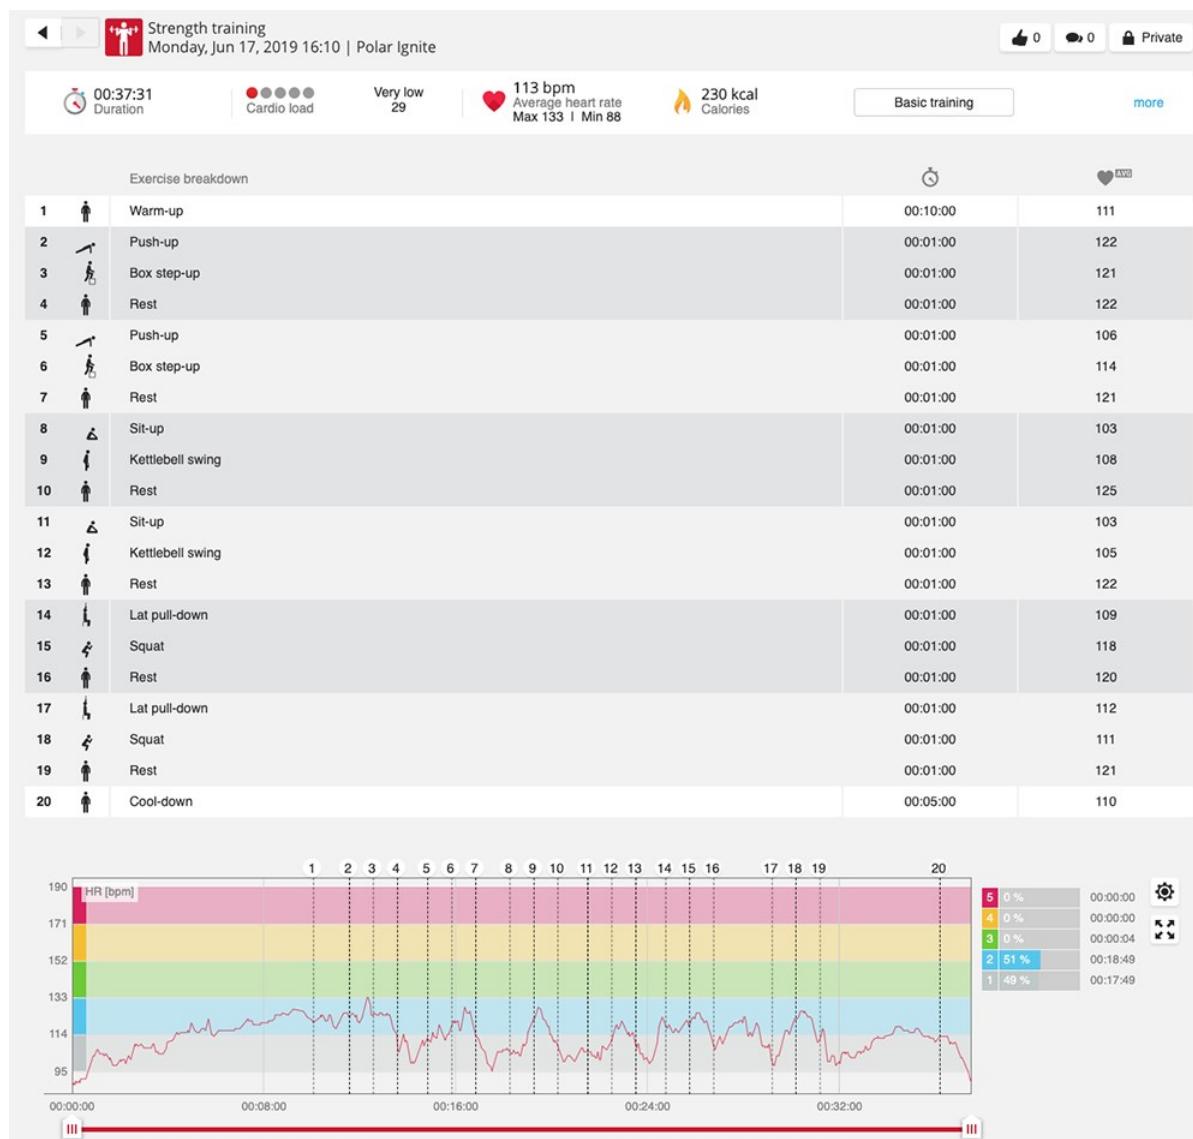 Strength training
Monday, Jun 17, 2019 16:10 | Polar Ignite
0 0 Private
00:37:31
Duration
Cardio load
Very low
29
113 bpm
Average heart rate
Max 133 | Min 88
230 kcal
Calories
Basic training
more
Exercise breakdown AVG
1 Warm-up 00:10:00 111
2 Push-up 00:01:00 122
3 Box step-up 00:01:00 121
4 Rest 00:01:00 122
5 Push-up 00:01:00 106
6 Box step-up 00:01:00 114
7 Rest 00:01:00 121
8 Sit-up 00:01:00 103
9 Kettlebell swing 00:01:00 108
10 Rest 00:01:00 125
11 Sit-up 00:01:00 103
12 Kettlebell swing 00:01:00 105
13 Rest 00:01:00 122
14 Lat pull-down 00:01:00 109
15 Squat 00:01:00 118
16 Rest 00:01:00 120
17 Lat pull-down 00:01:00 112
18 Squat 00:01:00 111
19 Rest 00:01:00 121
20 Cool-down 00:05:00 110
1 2 3 4 5 6 7 8 9 10 11 12 13 14 15 16 17 18 19 20
HR [bpm]
190
171
152
133
114
95
00:00:00 00:08:00 00:16:00 00:24:00 00:32:00
5 0 % 00:00:00
4 0 % 00:00:00
3 0 % 00:00:04
2 51 % 00:18:49
1 49 % 00:17:49